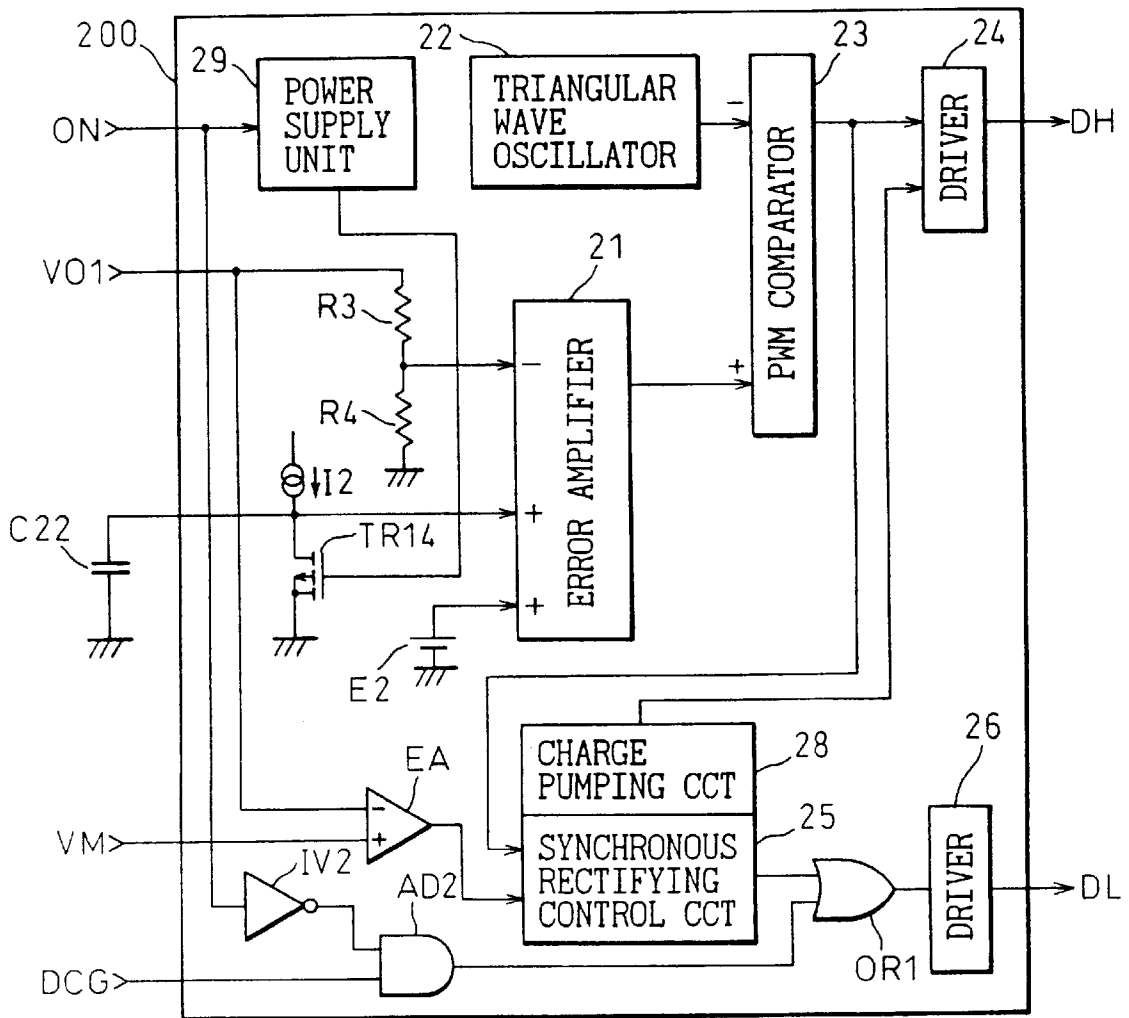 200
29
22
23
24
POWER
SUPPLY
UNIT
TRIANGULAR
WAVE
OSCILLATOR
-
+
PWM COMPARATOR
DRIVER
ON
DH
VO1
R3
R4
21
-
+
+
ERROR AMPLIFIER
I2
C22
TR14
E2
CHARGE
PUMPING CCT
28
26
EA
-
+
VM
SYNCHRONOUS
RECTIFYING
CONTROL CCT
25
IV2
AD2
DCG
OR1
DRIVER
DL